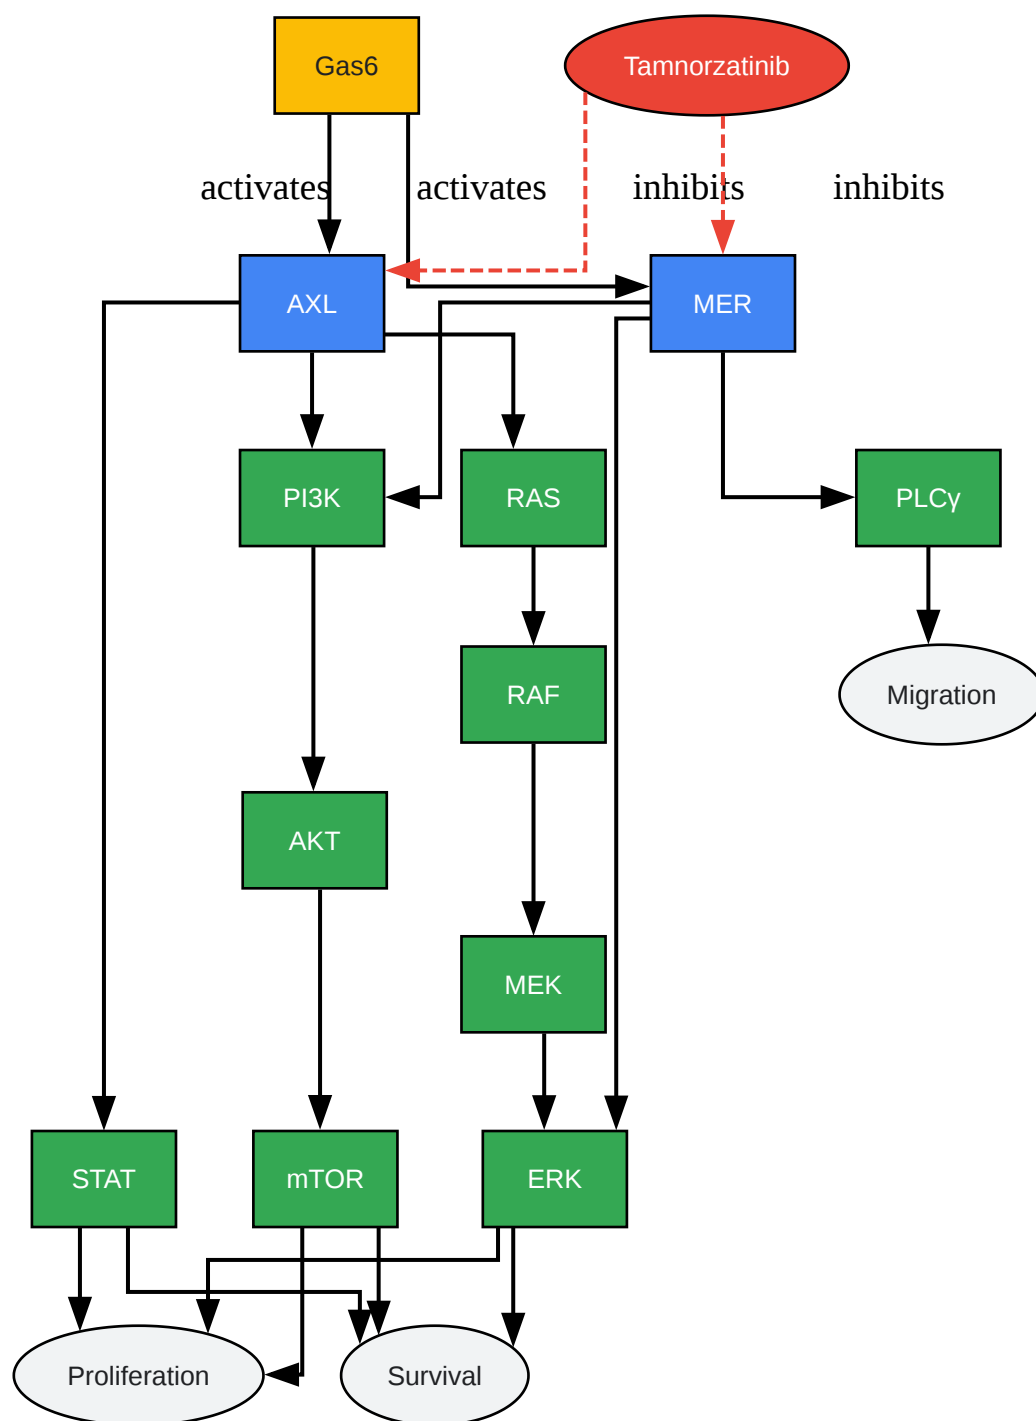 Gas6
Tamnorzatinib
activates
activates
inhibits
inhibits
AXL
MER
PI3K
RAS
PLCγ
RAF
Migration
AKT
MEK
STAT
mTOR
ERK
Proliferation
Survival